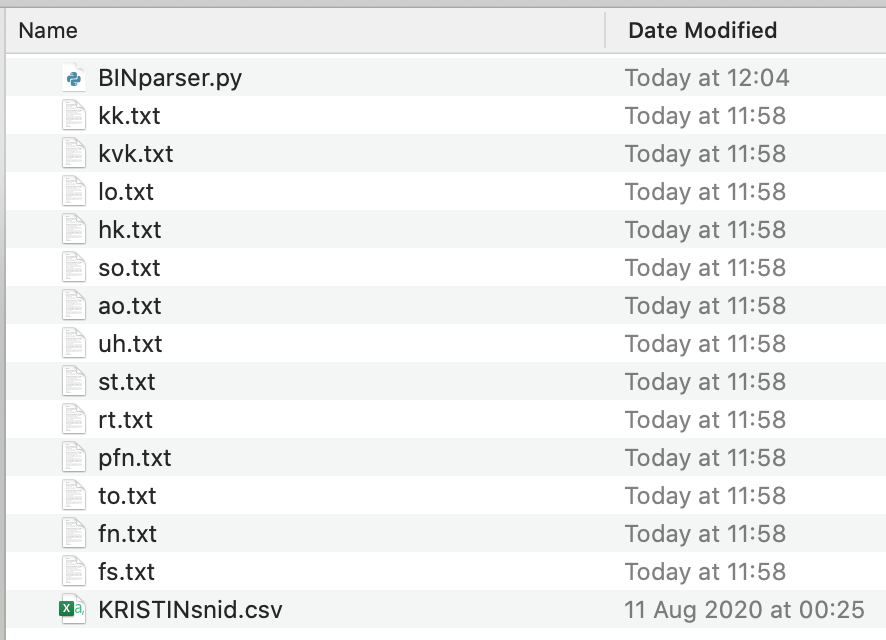 Name Date Modified
BINparser.py Today at 12:04
kk.txt Today at 11:58
kvk.txt Today at 11:58
lo.txt Today at 11:58
hk.txt Today at 11:58
so.txt Today at 11:58
ao.txt Today at 11:58
uh.txt Today at 11:58
st.txt Today at 11:58
rt.txt Today at 11:58
pfn.txt Today at 11:58
to.txt Today at 11:58
fn.txt Today at 11:58
fs.txt Today at 11:58
KRISTINsnid.csv 11 Aug 2020 at 00:25